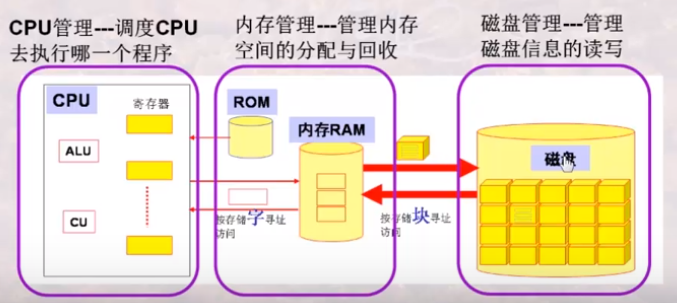 CPU管理---调度CPU
去执行哪一个程序
内存管理---管理内存
空间的分配与回收
磁盘管理---管理
磁盘信息的读写
CPU
寄存器
ALU
CU
ROM
内存RAM
按存储字寻址
访问
按存储块寻址
访问
磁盘